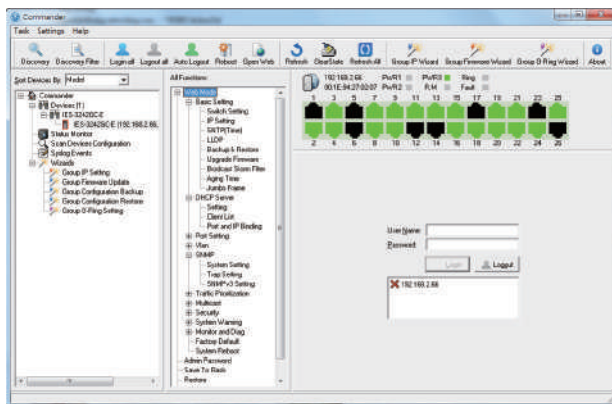 Commander
Task Settings Help
Discovery Discovery Filter Login all Logout all Auto Logout Reboot Open Web Refresh ClearState Refresh All Group IP Wizard Group Firmware Wizard Group O-Ring Wizard About
Sort Devices By: Model
Commander
Devices (1)
IES-3242GC-E
IES-3242GC-E (192.168.2.66,
Status Monitor
Scan Devices Configuration
Syslog Events
Wizards
Group IP Setting
Group Firmware Update
Group Configuration Backup
Group Configuration Restore
Group O-Ring Setting
All Functions:
Web Mode
Basic Setting
Switch Setting
IP Setting
SNTP(Time)
LLDP
Backup & Restore
Upgrade Firmware
Brodcast Storm Filter
Aging Time
Jumbo Frame
DHCP Server
Setting
Client List
Port and IP Binding
Port Setting
Vlan
SNMP
System Setting
Trap Setting
SNMPv3 Setting
Traffic Prioritization
Multicast
Security
System Warning
Monitor and Diag
Factory Default
System Reboot
Admin Password
Save To Flash
Restore
192.168.2.66 PWR1 PWR3 Ring
00:1E:94:27:02:07 PWR2 R.M Fault
1 3 5 7 9 11 13 15 17 19 21 23 25
2 4 6 8 10 12 14 16 18 20 22 24 26
User Name:
Password:
Login Logout
192.168.2.66